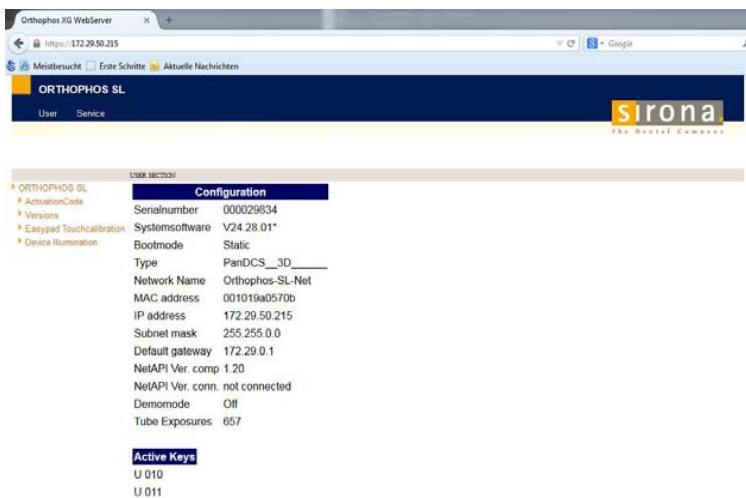 Orthophos XG WebServer
https://172.29.50.215
Google
Meistbesucht Erste Schritte Aktuelle Nachrichten
ORTHOPHOS SL
User Service
sirona.
The Dental Company
USER SECTION
ORTHOPHOS SL
ActivationCode
Versions
Easypad Touchcalibration
Device Illumination
Configuration
Serialnumber 000029834
Systemsoftware V24.28.01*
Bootmode Static
Type PanDCS__3D______
Network Name Orthophos-SL-Net
MAC address 001019a0570b
IP address 172.29.50.215
Subnet mask 255.255.0.0
Default gateway 172.29.0.1
NetAPI Ver. comp 1.20
NetAPI Ver. conn. not connected
Demomode Off
Tube Exposures 657
Active Keys
U 010
U 011